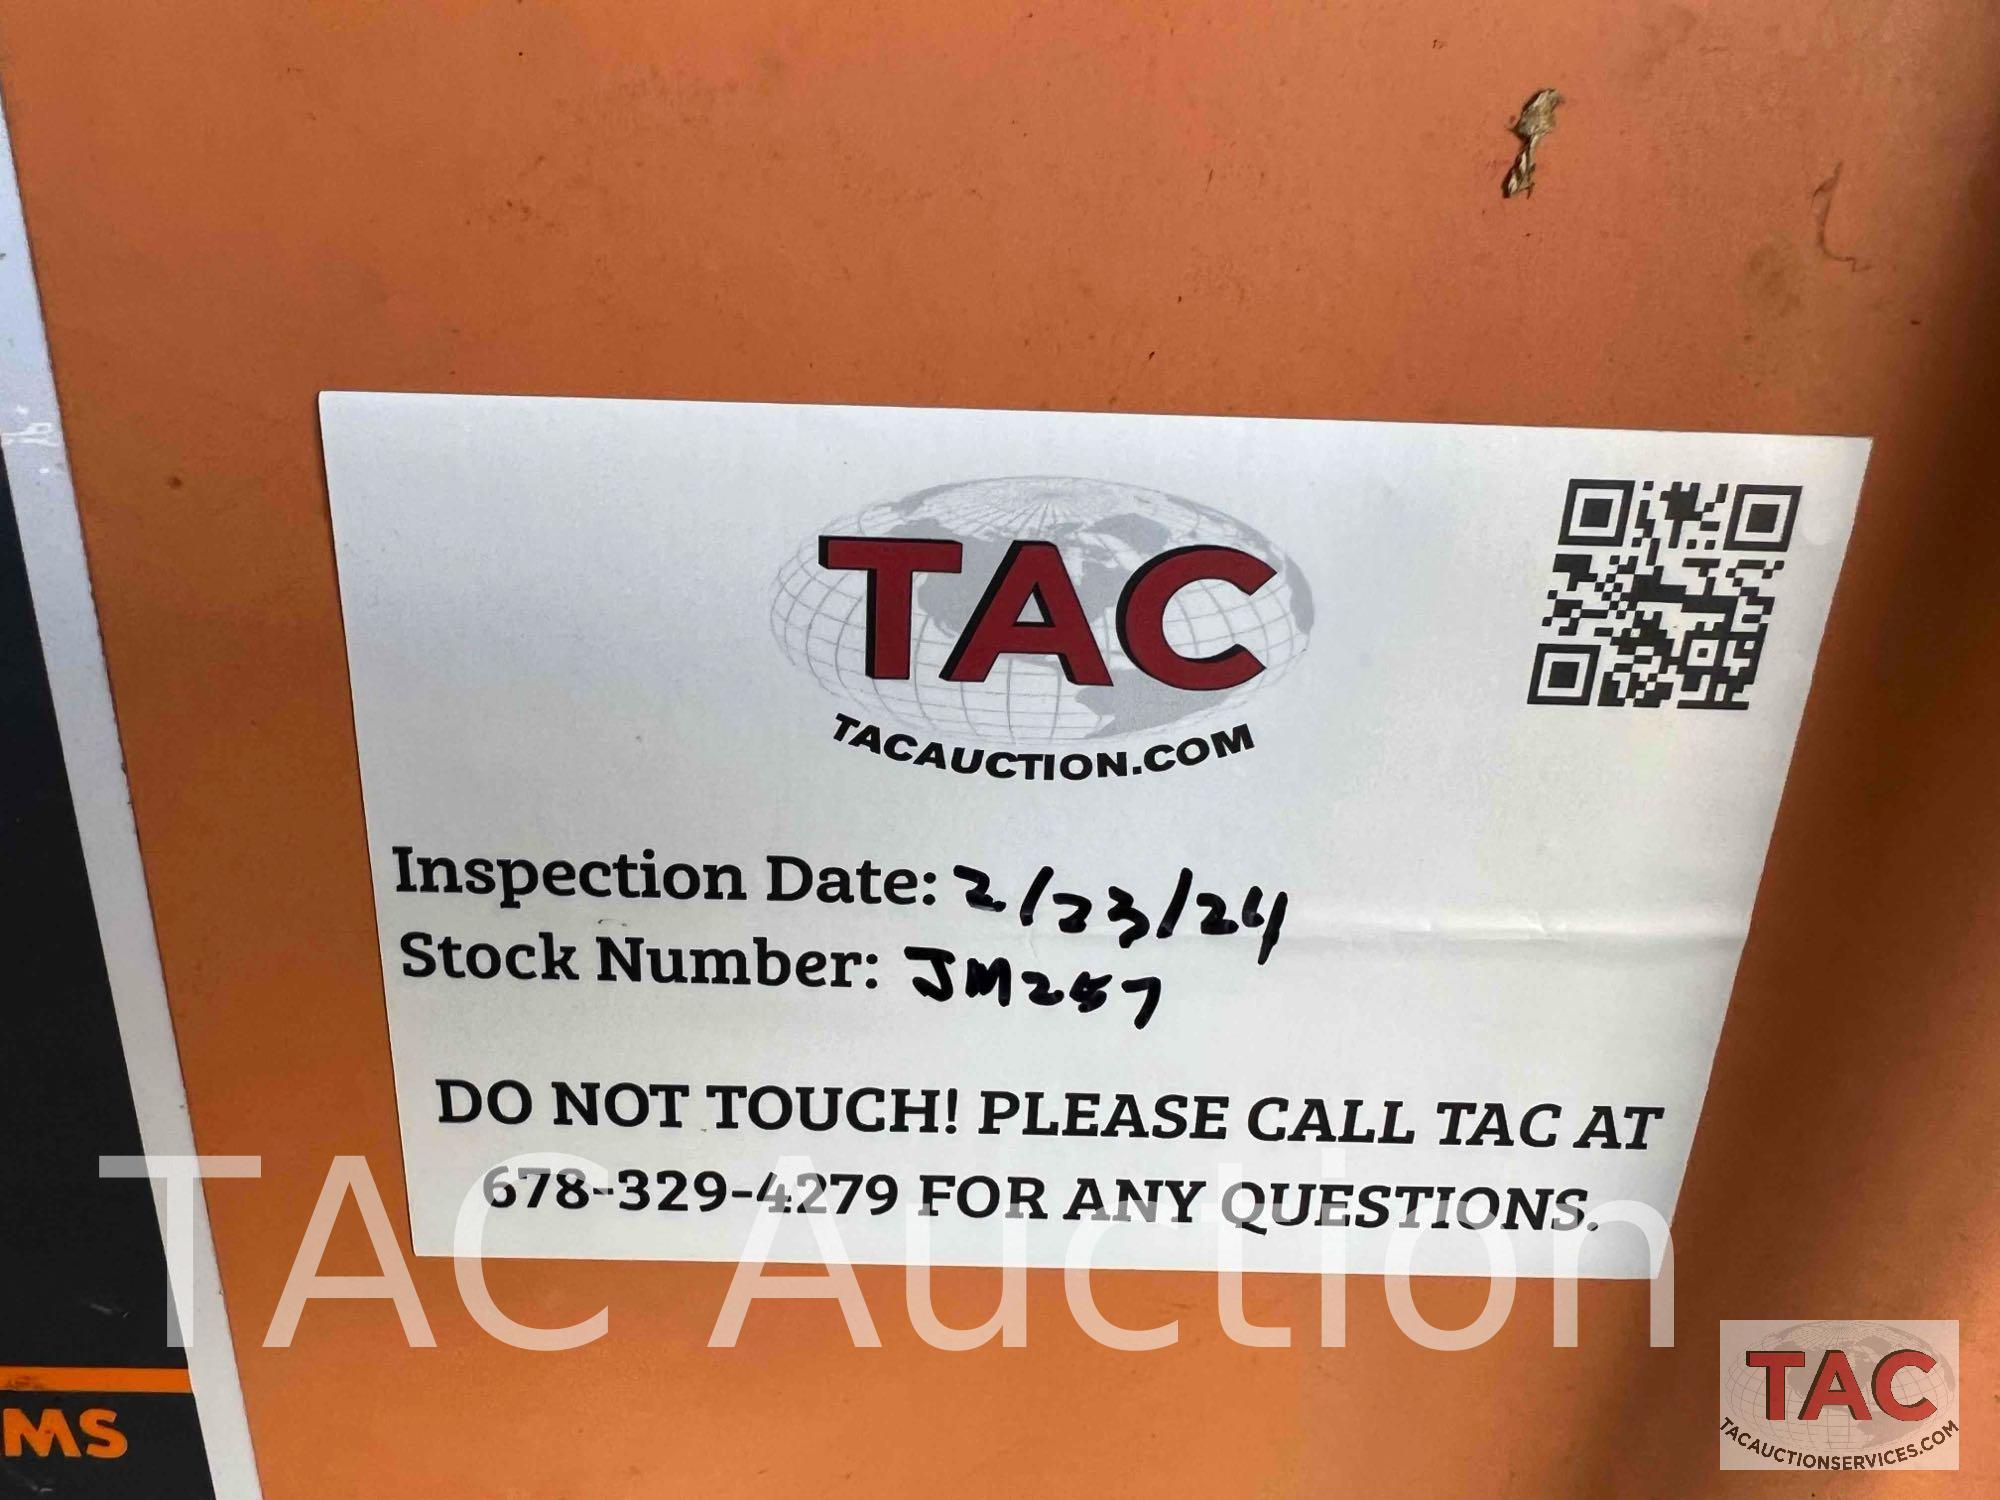 TAC
TACAUCTION.COM
Inspection Date: 2/23/24
Stock Number: JM257
DO NOT TOUCH! PLEASE CALL TAC AT
678-329-4279 FOR ANY QUESTIONS.
TAC Auction
MS
TAC
TACAUCTIONSERVICES.COM